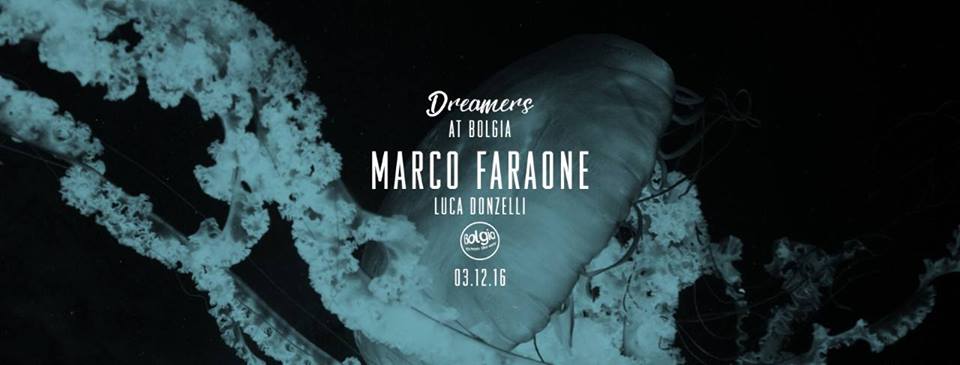 Dreamers
AT BOLGIA
MARCO FARAONE
LUCA DONZELLI
Bolgia
03.12.16